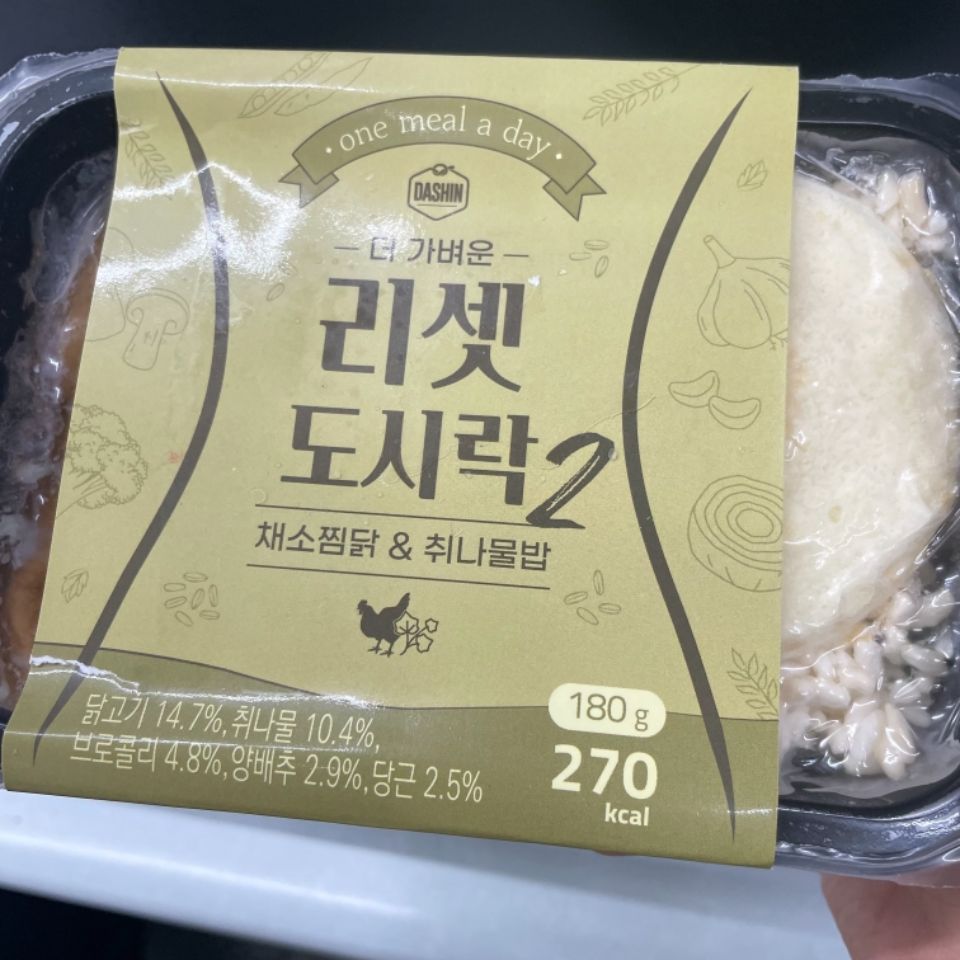 · one meal a day ·
DASHIN
더 가벼운
리셋
도시락2
채소찜닭 & 취나물밥
닭고기 14.7%,취나물 10.4%,
브로콜리 4.8%,양배추 2.9%,당근 2.5%
180 g
270
kcal